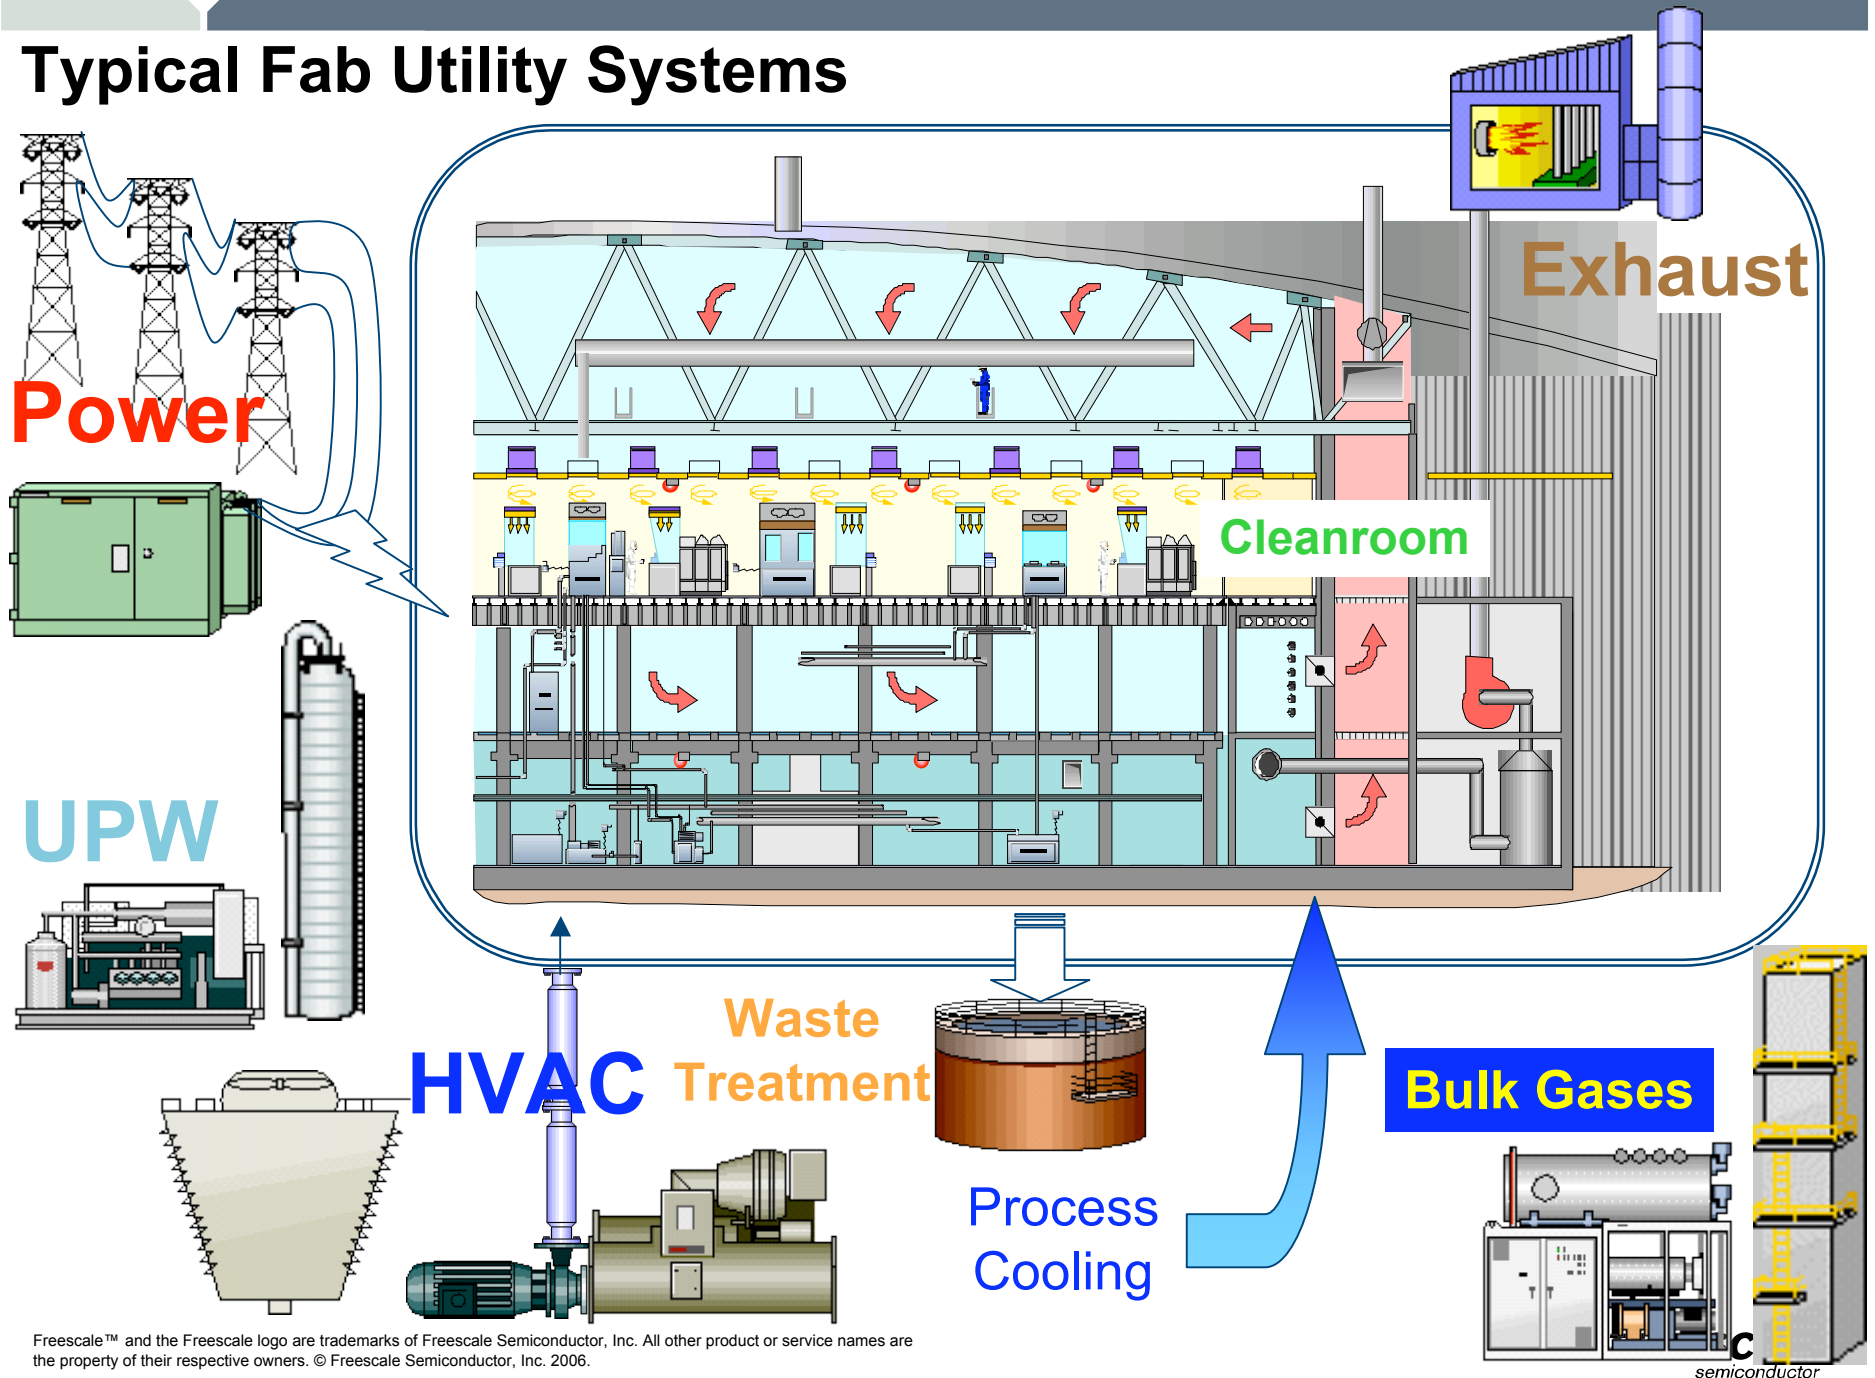 Typical Fab Utility Systems
Exhaust
Power
Cleanroom
UPW
Waste
Treatment
HVAC
Bulk Gases
Process
Cooling
Freescale™ and the Freescale logo are trademarks of Freescale Semiconductor, Inc. All other product or service names are
the property of their respective owners. © Freescale Semiconductor, Inc. 2006.
semiconductor